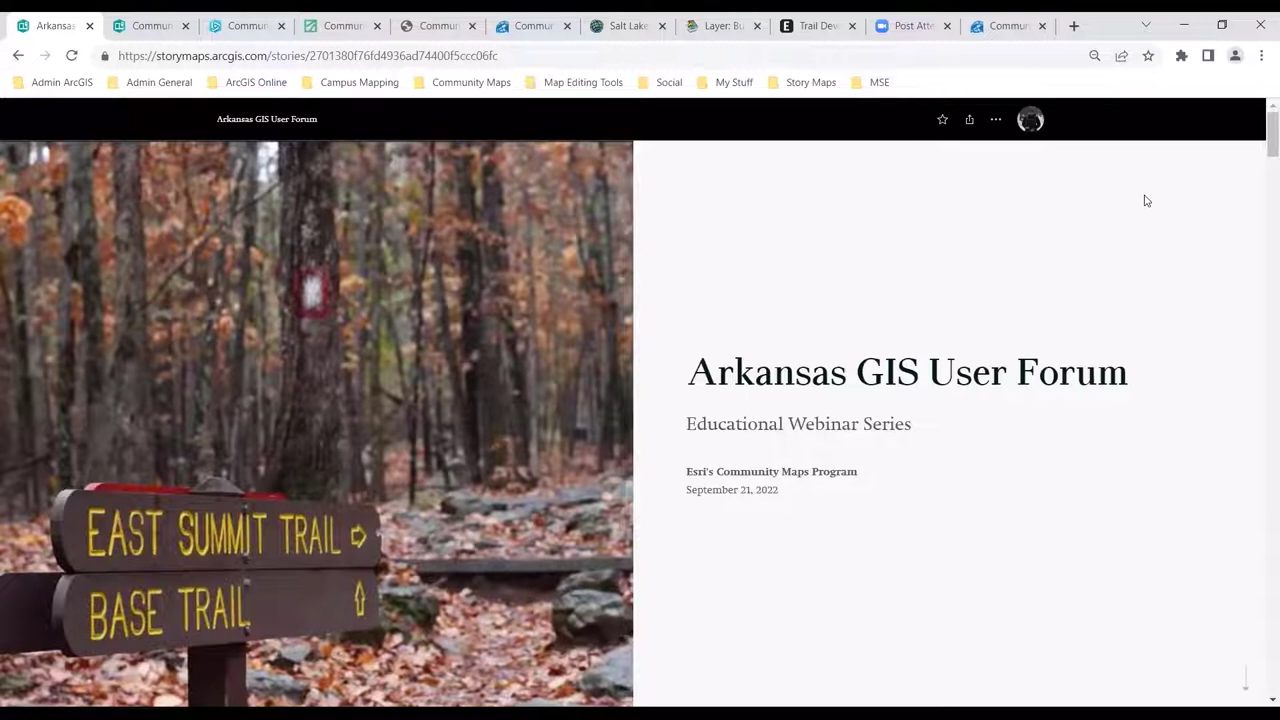 Arkansas
Commun
Commun
Commun
Commun
Commun
Salt Lake
Layer: Bu
Trail Dev
Post Atte
Commun
https://storymaps.arcgis.com/stories/2701380f76fd4936ad74400f5ccc06fc
Admin ArcGIS
Admin General
ArcGIS Online
Campus Mapping
Community Maps
Map Editing Tools
Social
My Stuff
Story Maps
MSE
Arkansas GIS User Forum
Arkansas GIS User Forum
Educational Webinar Series
Esri's Community Maps Program
September 21, 2022
EAST SUMMIT TRAIL ⇨
BASE TRAIL ⇧